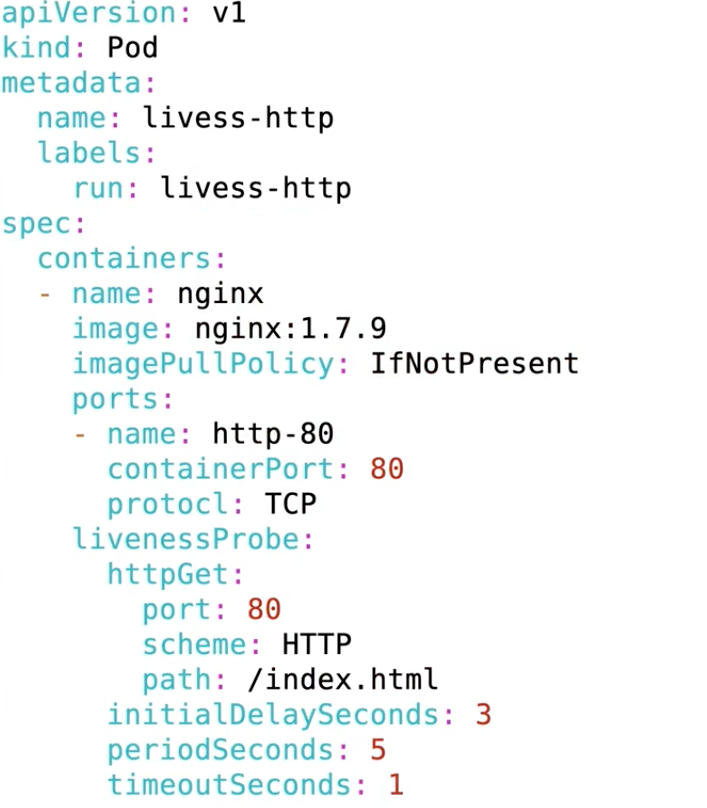 apiVersion: v1
kind: Pod
metadata:
  name: livess-http
  labels:
    run: livess-http
spec:
  containers:
  - name: nginx
    image: nginx:1.7.9
    imagePullPolicy: IfNotPresent
    ports:
    - name: http-80
      containerPort: 80
      protocl: TCP
    livenessProbe:
      httpGet:
        port: 80
        scheme: HTTP
        path: /index.html
      initialDelaySeconds: 3
      periodSeconds: 5
      timeoutSeconds: 1